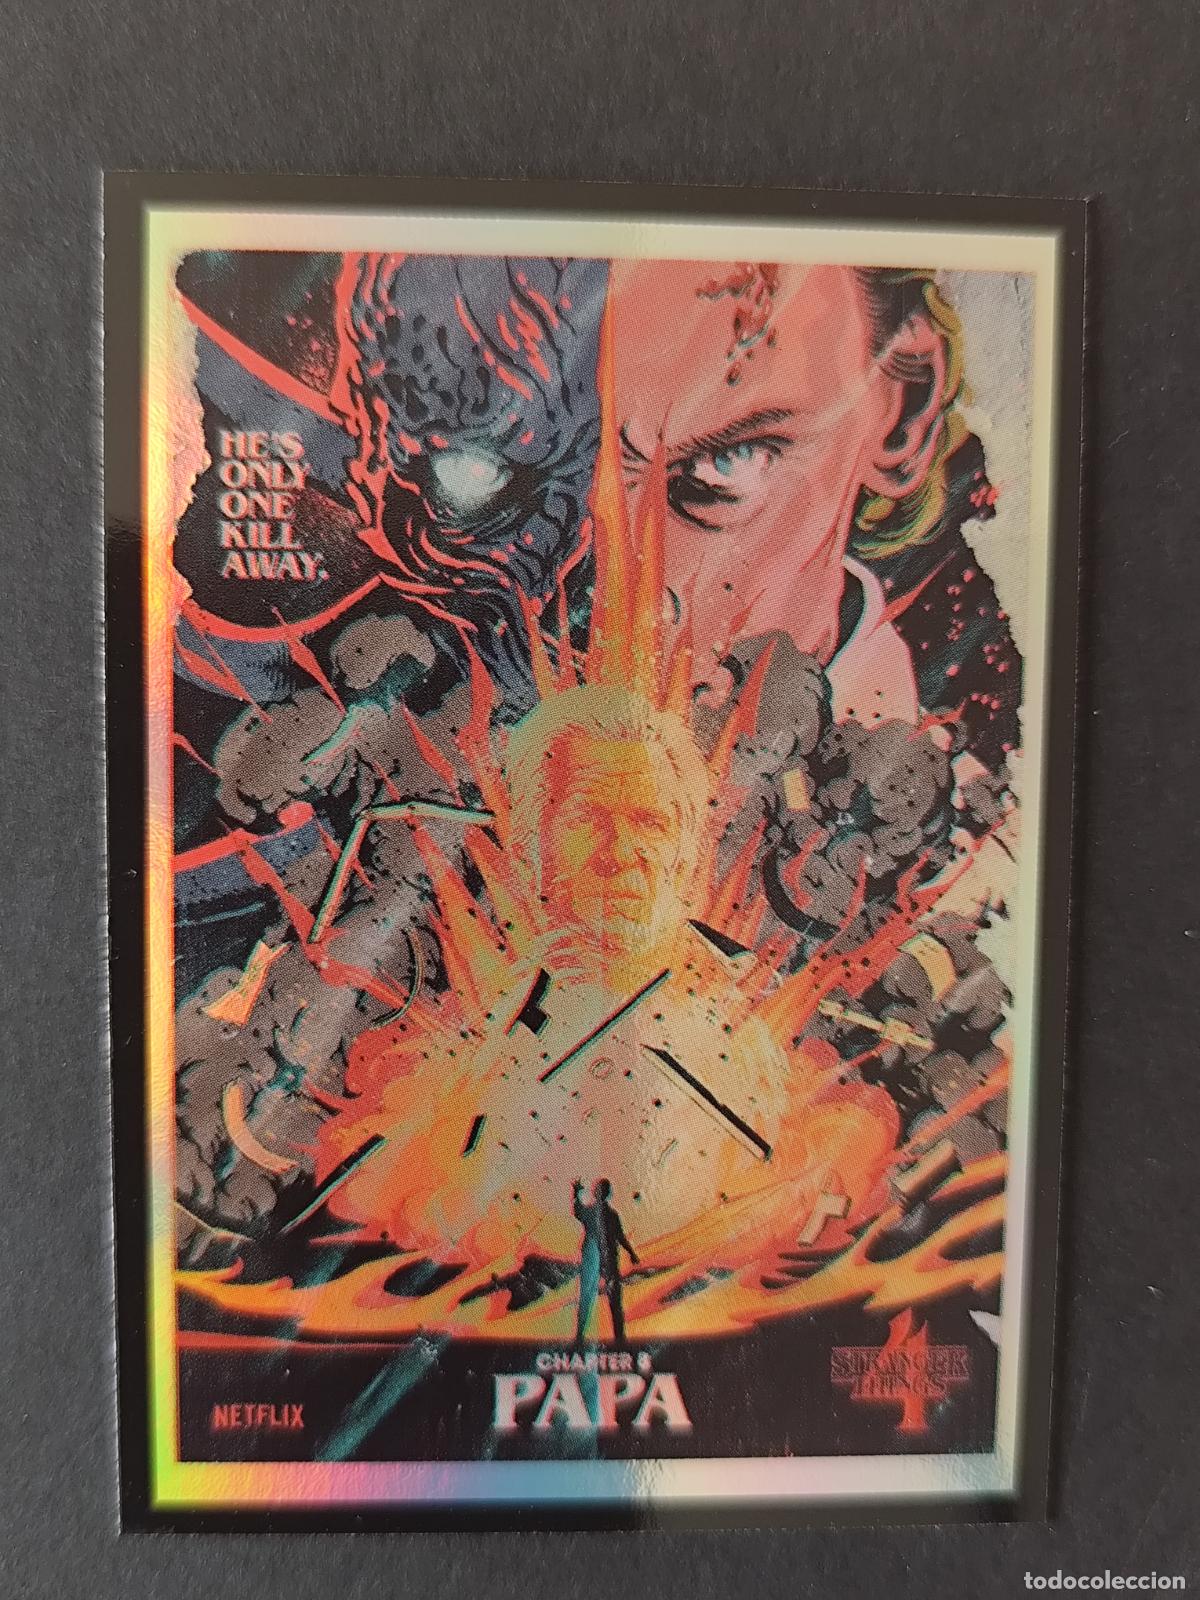 HE'S
ONLY
ONE
KILL
AWAY.
CHAPTER 8
PAPA
NETFLIX
STRANGER
THINGS
4
todocoleccion